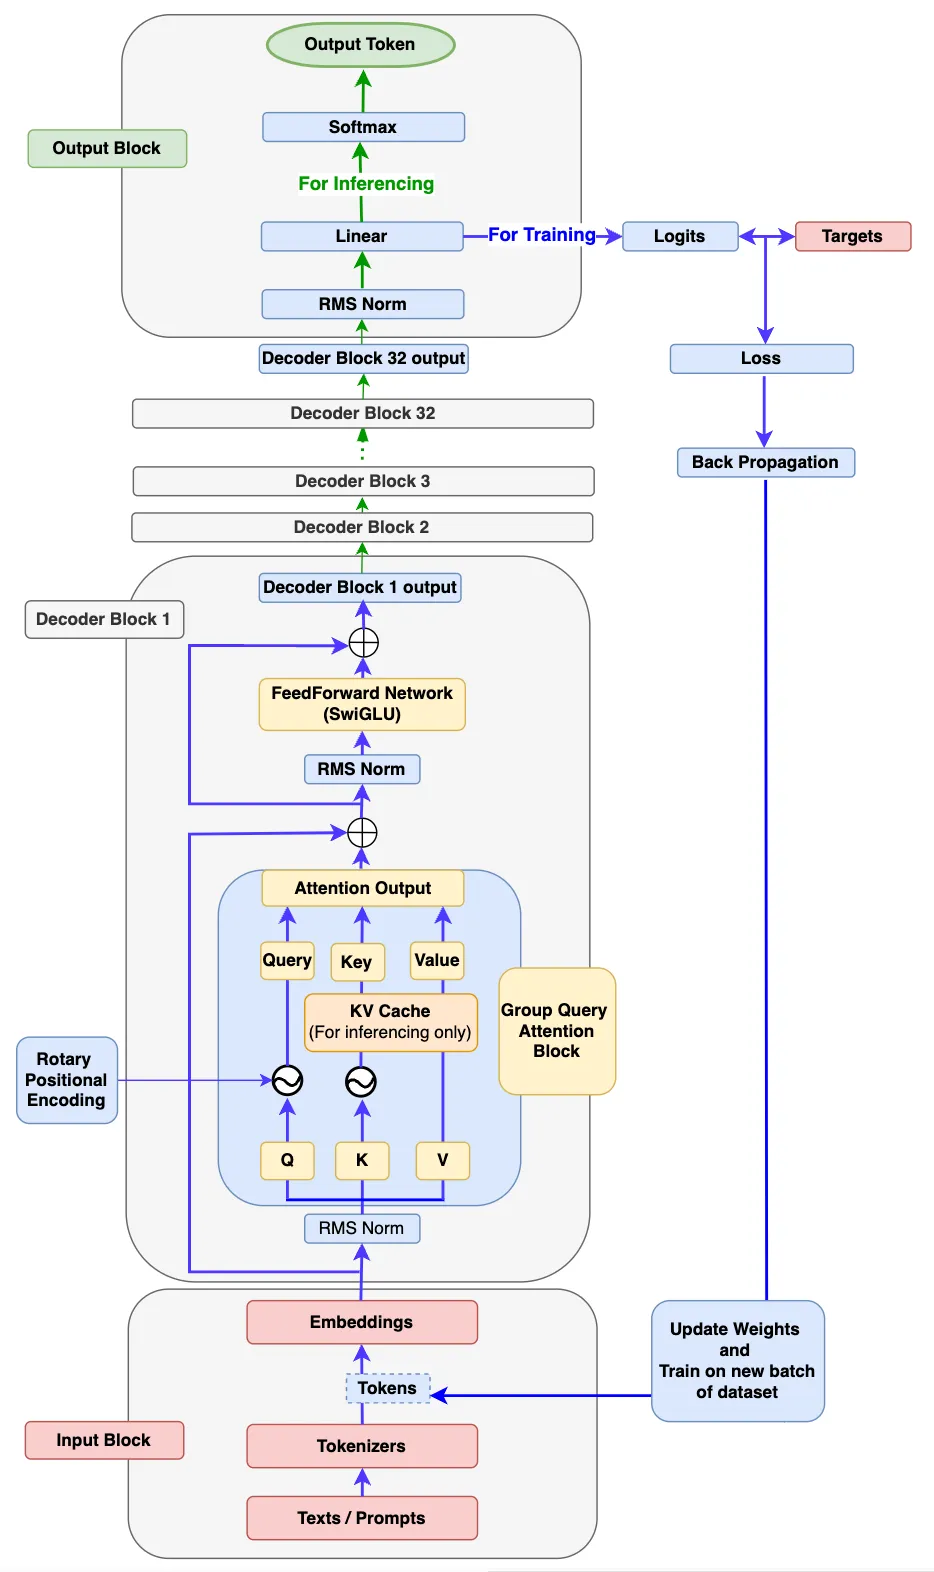 Output Token
Softmax
Output Block
For Inferencing
Linear
For Training
Logits
Targets
RMS Norm
Decoder Block 32 output
Loss
Decoder Block 32
Back Propagation
Decoder Block 3
Decoder Block 2
Decoder Block 1 output
Decoder Block 1
FeedForward Network
(SwiGLU)
RMS Norm
Attention Output
Query
Key
Value
KV Cache
(For inferencing only)
Group Query
Attention
Block
Rotary
Positional
Encoding
Q
K
V
RMS Norm
Embeddings
Update Weights
and
Train on new batch
of dataset
Tokens
Input Block
Tokenizers
Texts / Prompts